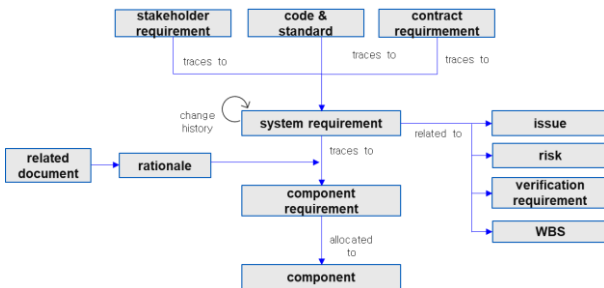 stakeholder
requirement
code &
standard
contract
requirmement
traces to
traces to
traces to
change
history
system requirement
related to
issue
risk
verification
requirement
WBS
related
document
rationale
traces to
component
requirement
allocated
to
component